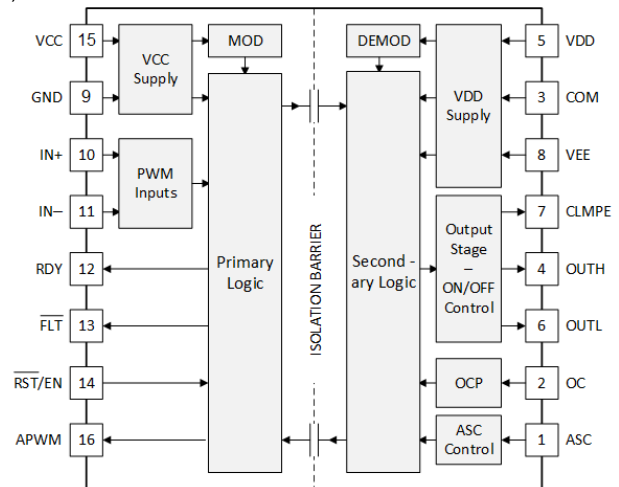 VCC 15 VCC Supply MOD DEMOD VDD Supply 5 VDD
GND 9 3 COM
IN+ 10 PWM Inputs 8 VEE
IN− 11 7 CLMPE
RDY 12 Primary Logic ISOLATION BARRIER Second - ary Logic Output Stage – ON/OFF Control 4 OUTH
FLT 13 6 OUTL
RST/EN 14 OCP 2 OC
APWM 16 ASC Control 1 ASC